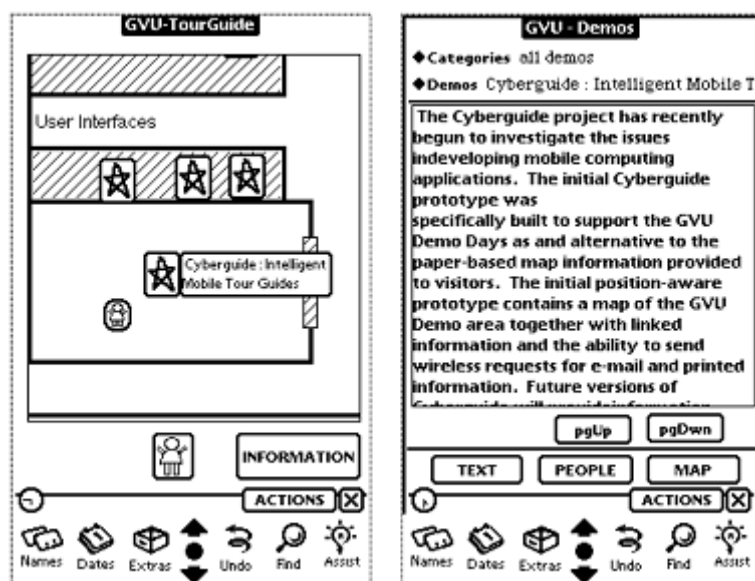 GVU-TourGuide
User Interfaces
Cyberguide : Intelligent
Mobile Tour Guides
INFORMATION
ACTIONS
Names Dates Extras Undo Find Assist
GVU - Demos
◆Categories all demos
◆Demos Cyberguide : Intelligent Mobile T
The Cyberguide project has recently
begun to investigate the issues
indeveloping mobile computing
applications. The initial Cyberguide
prototype was
specifically built to support the GVU
Demo Days as and alternative to the
paper-based map information provided
to visitors. The initial position-aware
prototype contains a map of the GVU
Demo area together with linked
information and the ability to send
wireless requests for e-mail and printed
information. Future versions of
pgUp pgDwn
TEXT PEOPLE MAP
ACTIONS
Names Dates Extras Undo Find Assist